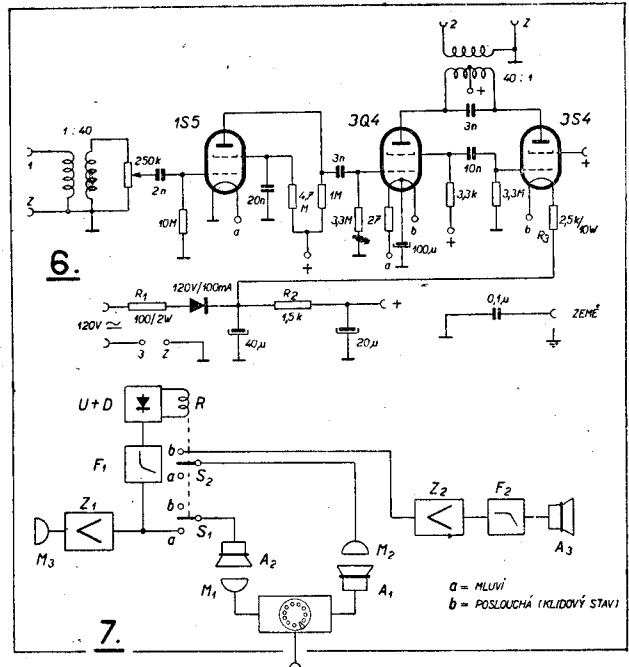 2 Z
40:1
+
3n
1S5 3Q4 3S4
1 : 40
1
Z
250k
2n
10M
20n
a
4,7 M
1M
+
3n
3,3M
27
a
100µ
b
3,3k
+
10n
3,3M
b
R3
2,5k/10W
+
6.
120V ≃
R1
100/2W
120V/100mA
40µ
R2
1,5k
20µ
+
3 Z
0,1µ
ZEMĚ
U+D
R
F1
b
a
S2
b
a
S1
Z1
M3
A2
M1
M2
A1
Z2
F2
A3
a = MLUVÍ
b = POSLOUCHÁ (KLIDOVÝ STAV)
7.